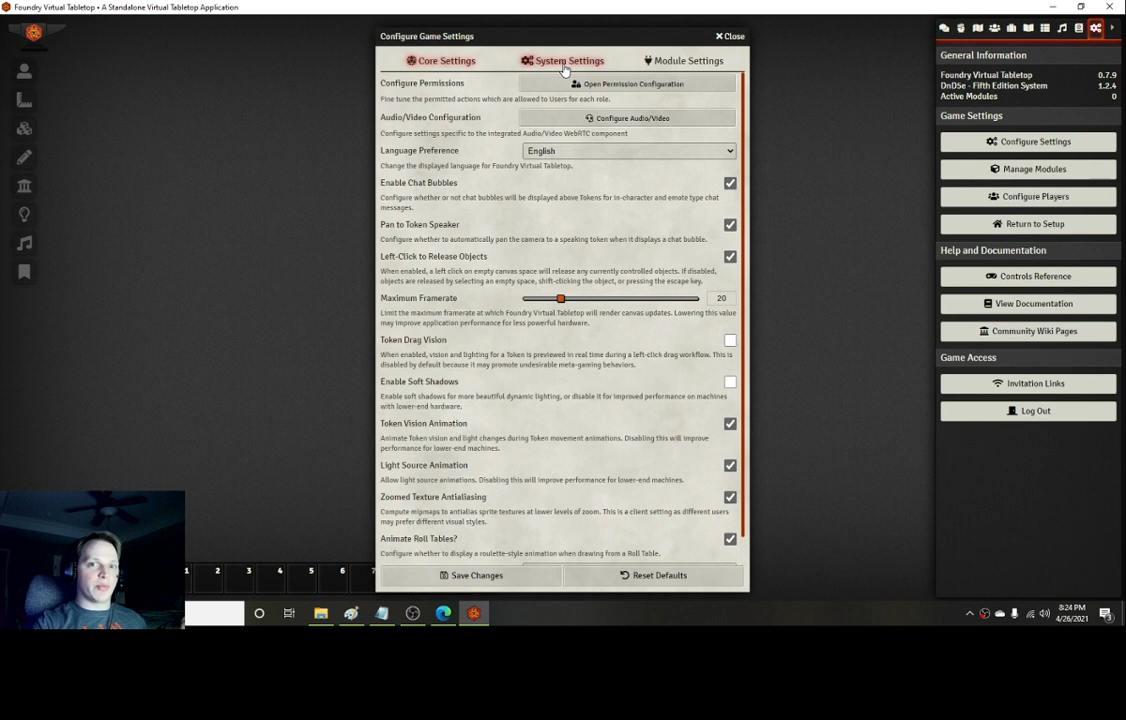 Foundry Virtual Tabletop • A Standalone Virtual Tabletop Application
Configure Game Settings
Close
Core Settings
System Settings
Module Settings
Configure Permissions
Open Permission Configuration
Fine tune the permitted actions which are allowed to Users for each role.
Audio/Video Configuration
Configure Audio/Video
Configure settings specific to the integrated Audio/Video WebRTC component
Language Preference
English
Change the displayed language for Foundry Virtual Tabletop.
Enable Chat Bubbles
Configure whether or not chat bubbles will be displayed above Tokens for in-character and emote type chat
messages.
Pan to Token Speaker
Configure whether to automatically pan the camera to a speaking token when it displays a chat bubble.
Left-Click to Release Objects
When enabled, a left click on empty canvas space will release any currently controlled objects. If disabled,
objects are released by selecting an empty space, shift-clicking the object, or pressing the escape key.
Maximum Framerate
20
Limit the maximum framerate at which Foundry Virtual Tabletop will render canvas updates. Lowering this value
may improve application performance for less powerful hardware.
Token Drag Vision
When enabled, vision and lighting for a Token is previewed in real time during a left-click drag workflow. This is
disabled by default because it may promote undesirable meta-gaming behaviors.
Enable Soft Shadows
Enable soft shadows for more beautiful dynamic lighting, or disable it for improved performance on machines
with lower-end hardware.
Token Vision Animation
Animate Token vision and light changes during Token movement animations. Disabling this will improve
performance for lower-end machines.
Light Source Animation
Allow light source animations. Disabling this will improve performance for lower-end machines.
Zoomed Texture Antialiasing
Compute mipmaps to antialias sprite textures at lower levels of zoom. This is a client setting as different users
may prefer different visual styles.
Animate Roll Tables?
Configure whether to display a roulette-style animation when drawing from a Roll Table.
Save Changes
Reset Defaults
General Information
Foundry Virtual Tabletop 0.7.9
DnD5e - Fifth Edition System 1.2.4
Active Modules 0
Game Settings
Configure Settings
Manage Modules
Configure Players
Return to Setup
Help and Documentation
Controls Reference
View Documentation
Community Wiki Pages
Game Access
Invitation Links
Log Out
1 2 3 4 5 6 7
8:24 PM
4/26/2021
3